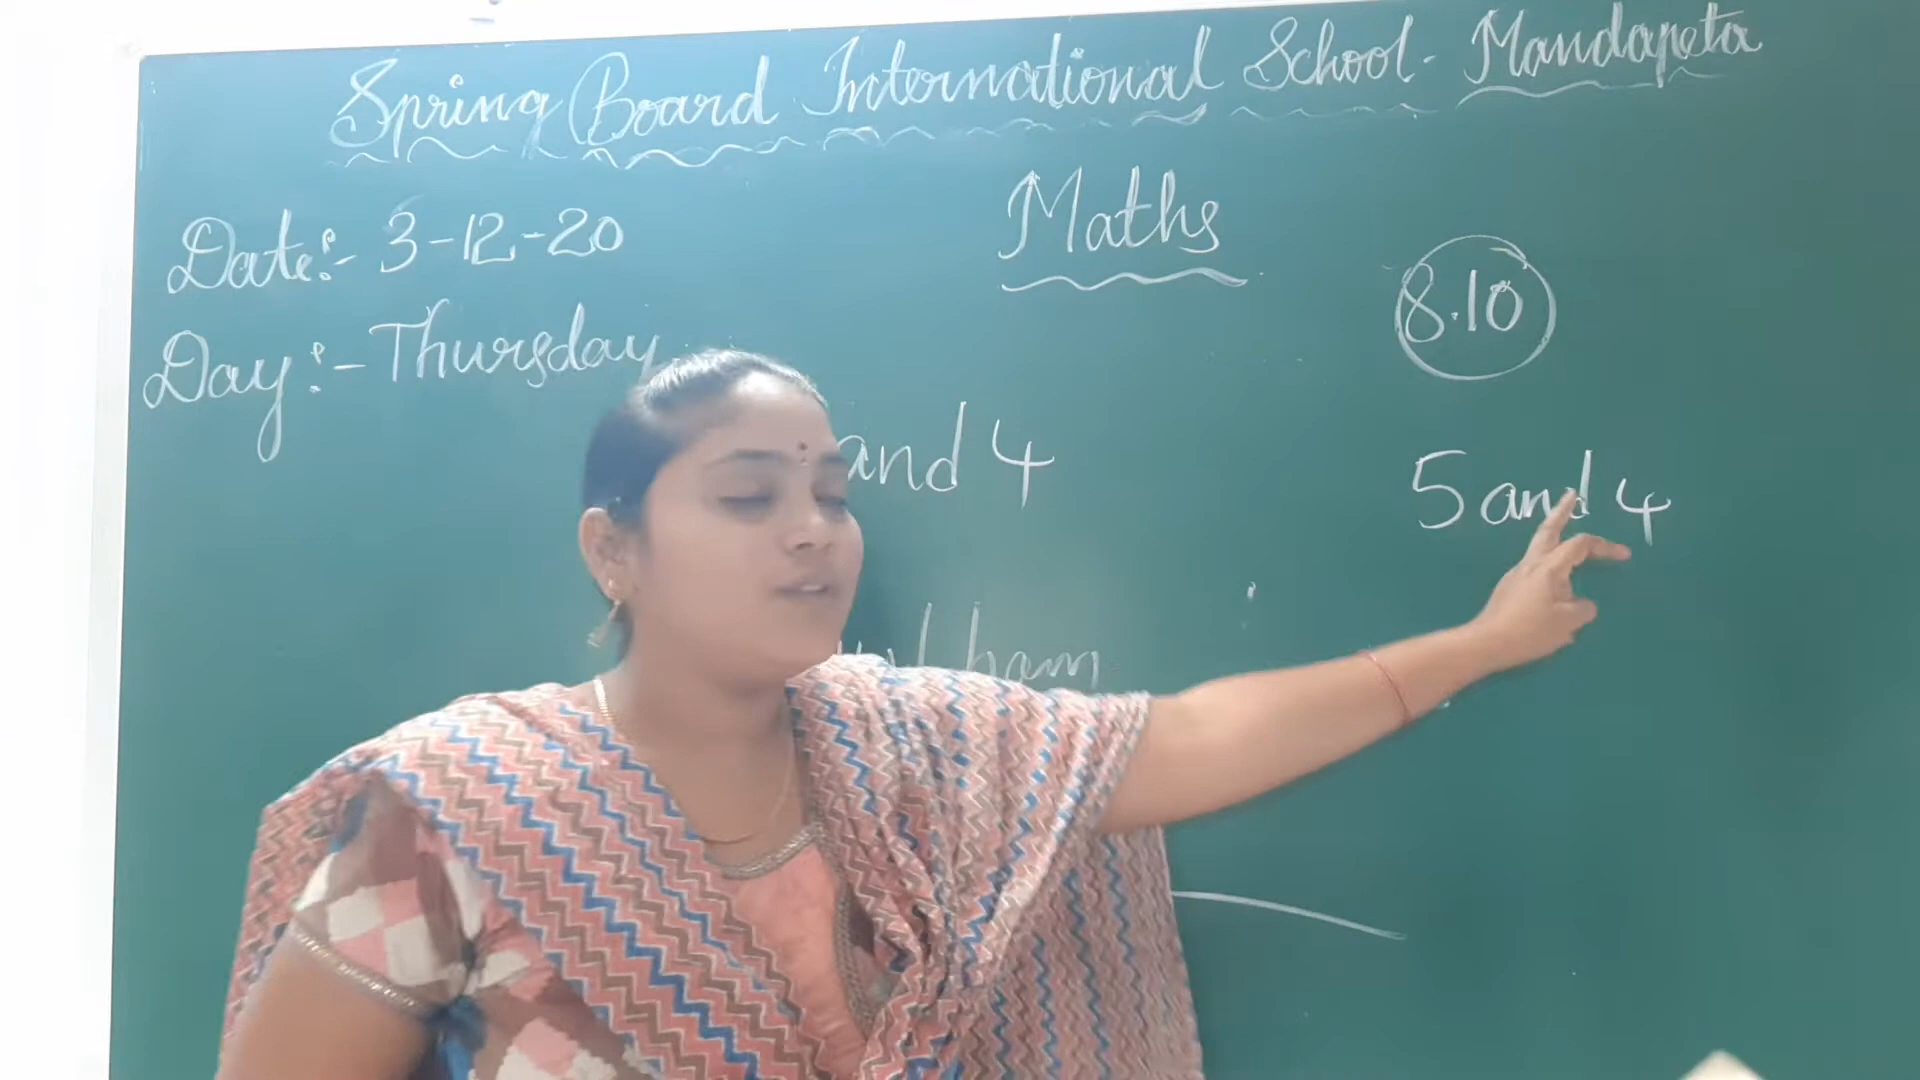 Spring Board International School - Mandapeta
Maths
Date:- 3-12-20
Day:- Thursday
8.10
and 4
5 and 4